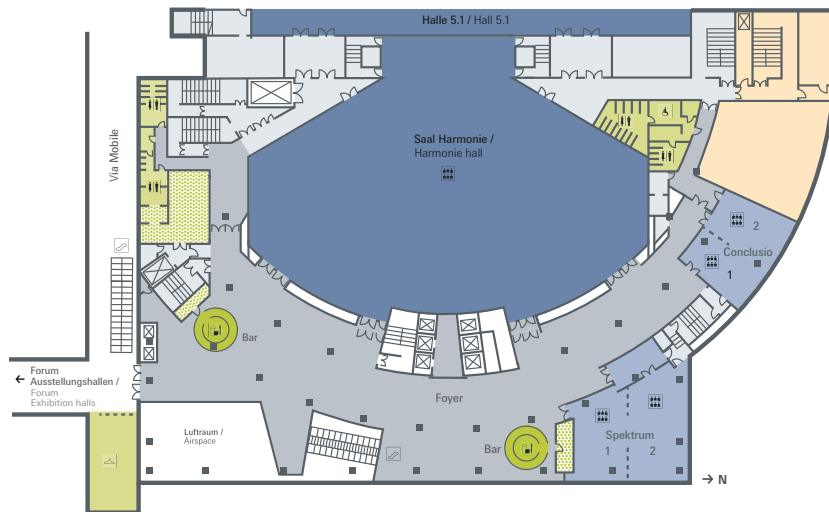 Halle 5.1 / Hall 5.1
Via Mobile
Saal Harmonie /
Harmonie hall
2
Conclusio
1
Bar
← Forum
Ausstellungshallen /
Forum
Exhibition halls
Foyer
Luftraum /
Airspace
Bar
Spektrum
1 2
→ N